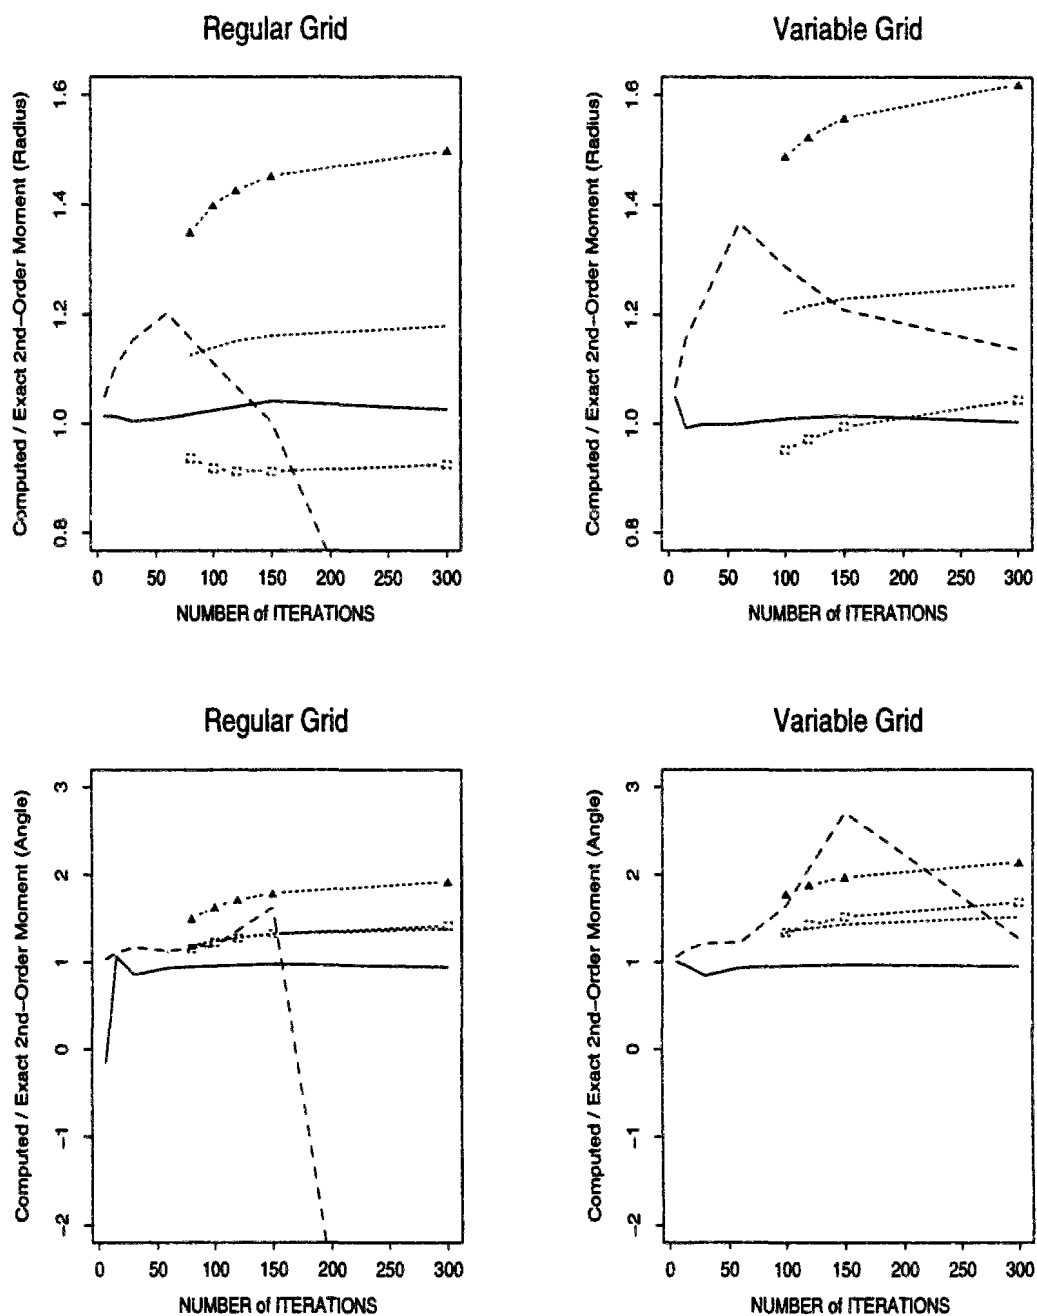 Regular Grid
Computed / Exact 2nd-Order Moment (Radius)
1.6
1.4
1.2
1.0
0.8
0 50 100 150 200 250 300
NUMBER of ITERATIONS
Variable Grid
Computed / Exact 2nd-Order Moment (Radius)
1.6
1.4
1.2
1.0
0.8
0 50 100 150 200 250 300
NUMBER of ITERATIONS
Regular Grid
Computed / Exact 2nd-Order Moment (Angle)
3
2
1
0
-1
-2
0 50 100 150 200 250 300
NUMBER of ITERATIONS
Variable Grid
Computed / Exact 2nd-Order Moment (Angle)
3
2
1
0
-1
-2
0 50 100 150 200 250 300
NUMBER of ITERATIONS